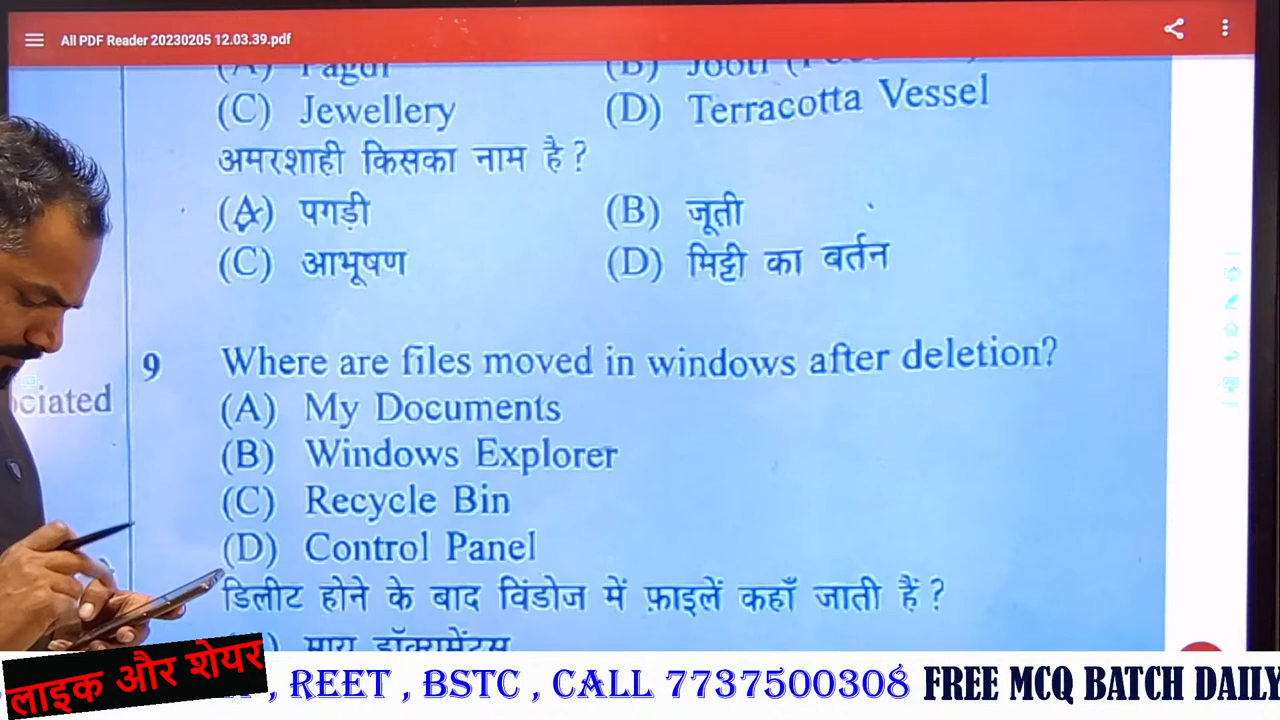 All PDF Reader 20230205 12.03.39.pdf
(C) Jewellery (D) Terracotta Vessel
अमरशाही किसका नाम है ?
(A) पगड़ी (B) जूती
(C) आभूषण (D) मिट्टी का बर्तन
9 Where are files moved in windows after deletion?
(A) My Documents
ciated
(B) Windows Explorer
(C) Recycle Bin
(D) Control Panel
डिलीट होने के बाद विंडोज में फ़ाइलें कहाँ जाती हैं ?
लाइक और शेयर
, REET , BSTC , CALL 7737500308 FREE MCQ BATCH DAILY